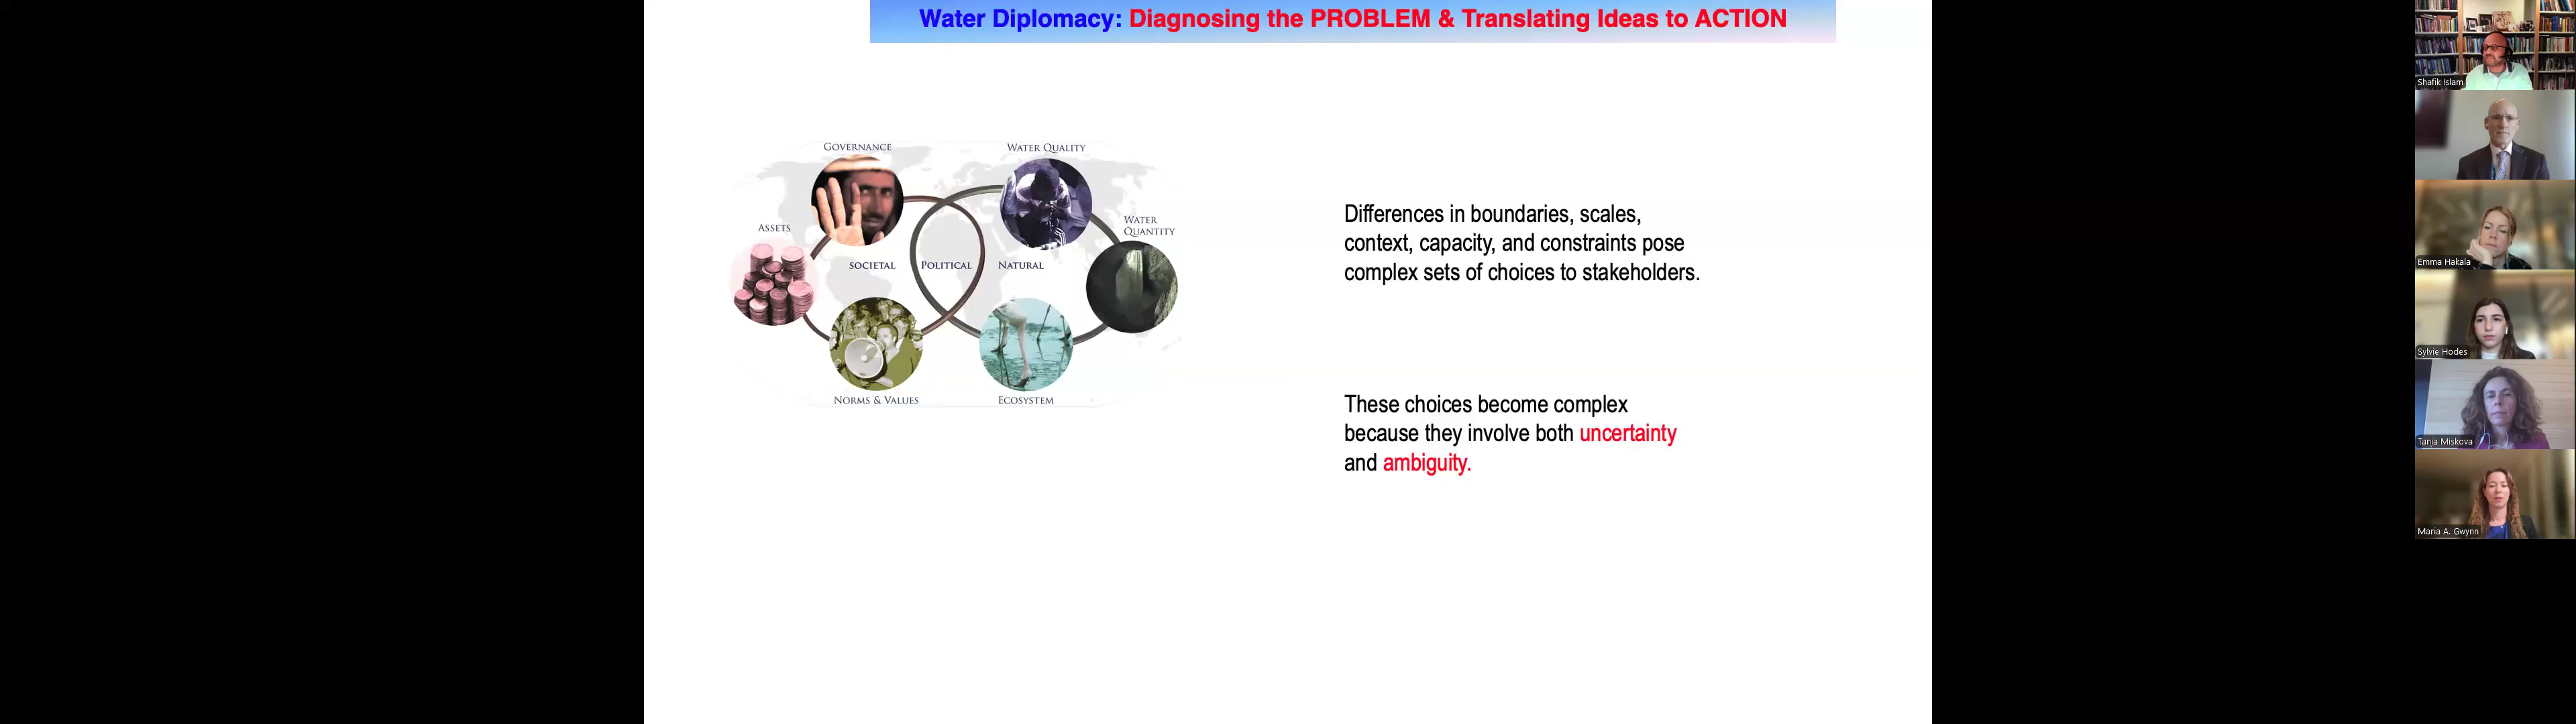 Water Diplomacy: Diagnosing the PROBLEM & Translating Ideas to ACTION
GOVERNANCE
WATER QUALITY
WATER
QUANTITY
ASSETS
SOCIETAL
POLITICAL
NATURAL
NORMS & VALUES
ECOSYSTEM
Differences in boundaries, scales,
context, capacity, and constraints pose
complex sets of choices to stakeholders.
These choices become complex
because they involve both uncertainty
and ambiguity.
Shafik Islam
Emma Hakala
Sylvie Hodes
Tanja Miskova
Maria A. Gwynn